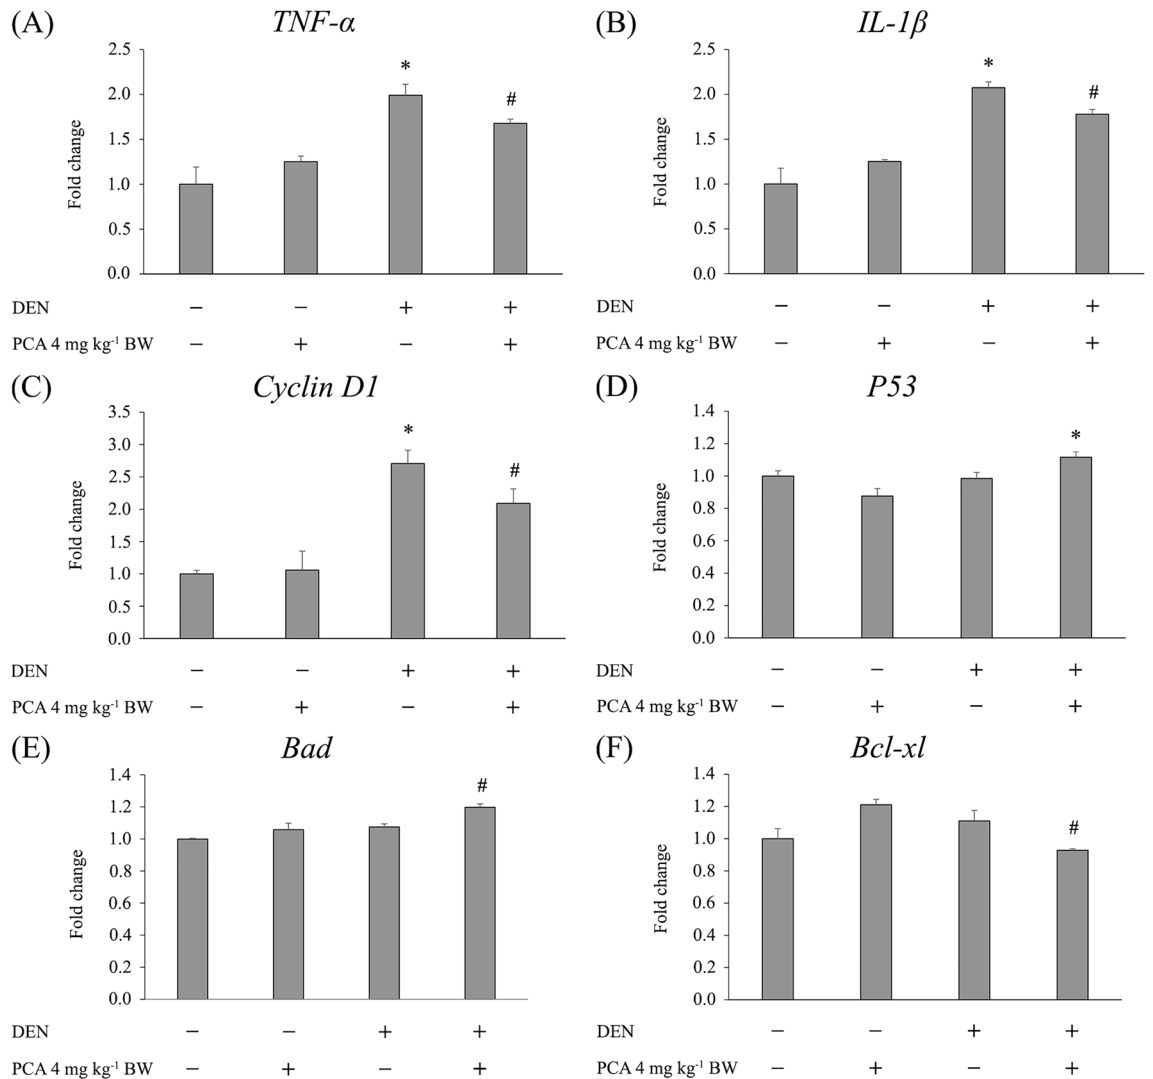 (A) TNF-α
2.5
*
2.0
#
1.5
Fold change
1.0
0.5
0.0
DEN − − + +
PCA 4 mg kg-1 BW − + − +
(B) IL-1β
2.5
*
2.0
#
1.5
Fold change
1.0
0.5
0.0
DEN − − + +
PCA 4 mg kg-1 BW − + − +
(C) Cyclin D1
3.5
*
3.0
#
2.5
2.0
Fold change
1.5
1.0
0.5
0.0
DEN − − + +
PCA 4 mg kg-1 BW − + − +
(D) P53
1.4
*
1.2
1.0
0.8
Fold change
0.6
0.4
0.2
0.0
DEN − − + +
PCA 4 mg kg-1 BW − + − +
(E) Bad
1.4
#
1.2
1.0
0.8
Fold change
0.6
0.4
0.2
0.0
DEN − − + +
PCA 4 mg kg-1 BW − + − +
(F) Bcl-xl
1.4
1.2
#
1.0
0.8
Fold change
0.6
0.4
0.2
0.0
DEN − − + +
PCA 4 mg kg-1 BW − + − +